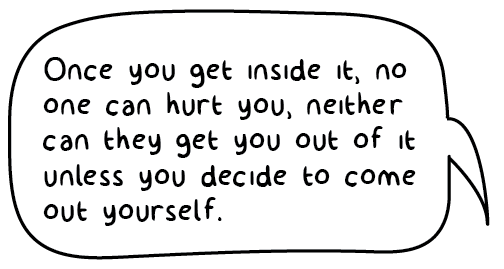 Once you get inside it, no
one can hurt you, neither
can they get you out of it
unless you decide to come
out yourself.